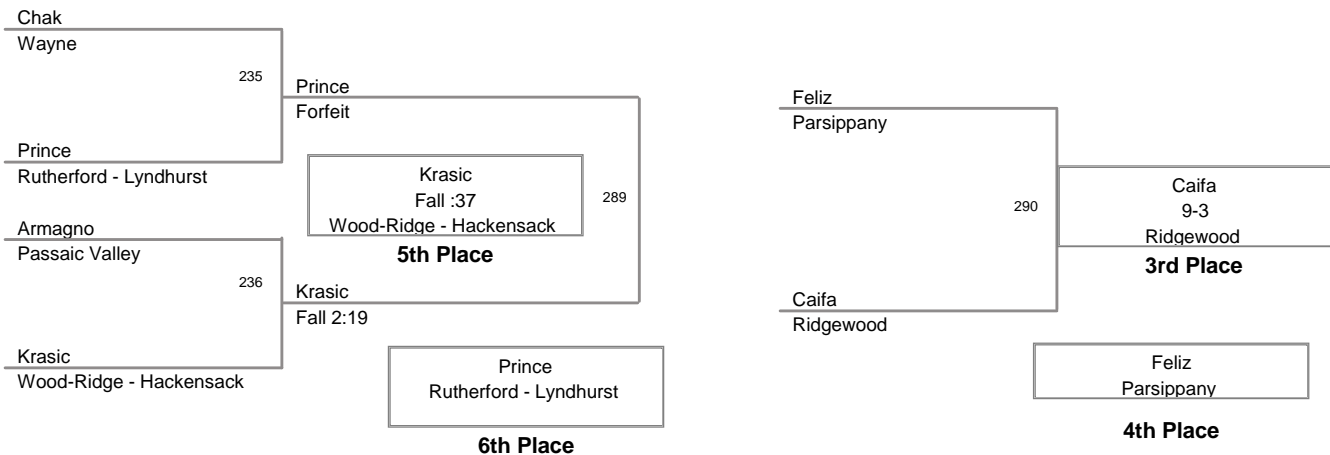 Chak
Wayne
235
Prince
Forfeit
Prince
Rutherford - Lyndhurst
Krasic
Fall :37
Wood-Ridge - Hackensack
5th Place
289
Armagno
Passaic Valley
236
Krasic
Fall 2:19
Krasic
Wood-Ridge - Hackensack
Prince
Rutherford - Lyndhurst
6th Place
Feliz
Parsippany
290
Caifa
9-3
Ridgewood
3rd Place
Caifa
Ridgewood
Feliz
Parsippany
4th Place